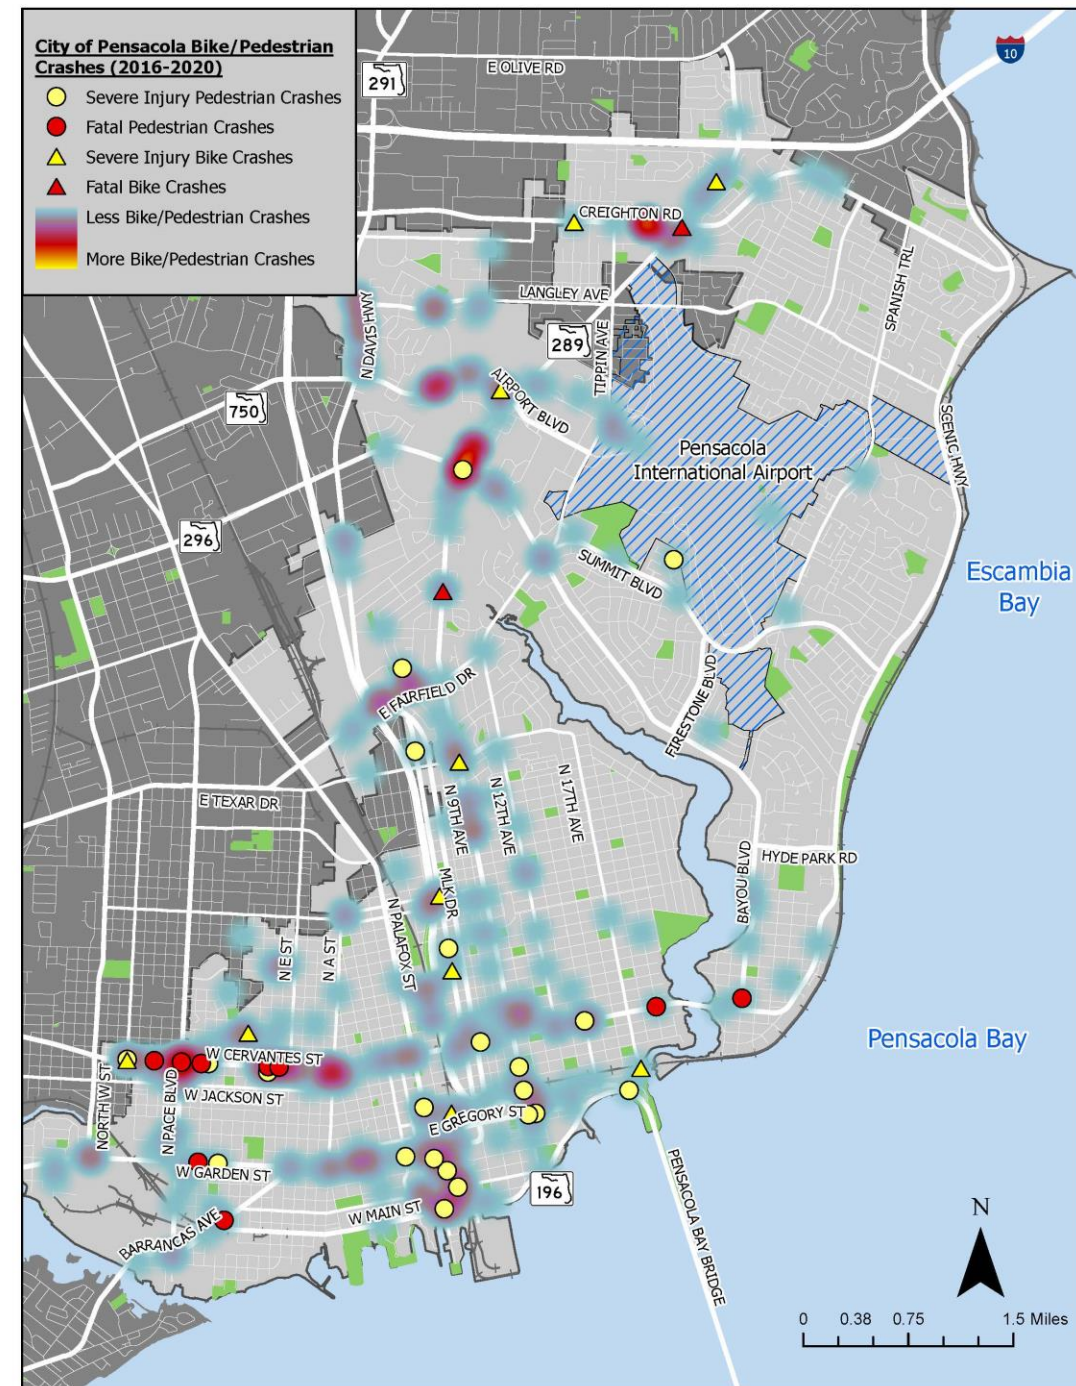 City of Pensacola Bike/Pedestrian
Crashes (2016-2020)
Severe Injury Pedestrian Crashes
Fatal Pedestrian Crashes
Severe Injury Bike Crashes
Fatal Bike Crashes
Less Bike/Pedestrian Crashes
More Bike/Pedestrian Crashes
E OLIVE RD
10
291
CREIGHTON RD
SPANISH TRL
LANGLEY AVE
N DAVIS HWY
289
TIPPIN AVE
AIRPORT BLVD
750
SCENIC HWY
Pensacola
International Airport
296
SUMMIT BLVD
Escambia
Bay
E FAIRFIELD DR
FIRESTONE BLVD
E TEXAR DR
N 9TH AVE
N 12TH AVE
N 17TH AVE
HYDE PARK RD
MLK DR
BAYOU BLVD
N PALAFOX ST
N E ST
N A ST
Pensacola Bay
W CERVANTES ST
NORTH W ST
N PACE BLVD
W JACKSON ST
E GREGORY ST
W GARDEN ST
196
PENSACOLA BAY BRIDGE
W MAIN ST
BARRANCAS AVE
N
0 0.38 0.75 1.5 Miles